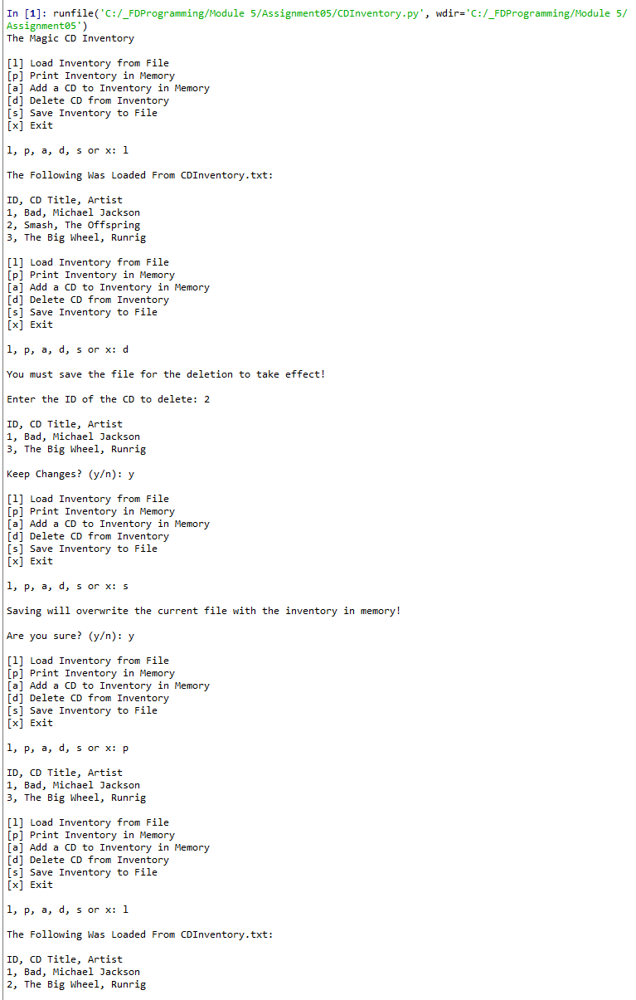 In [1]: runfile('C:/_FDProgramming/Module 5/Assignment05/CDInventory.py', wdir='C:/_FDProgramming/Module 5/
Assignment05')
The Magic CD Inventory
[l] Load Inventory from File
[p] Print Inventory in Memory
[a] Add a CD to Inventory in Memory
[d] Delete CD from Inventory
[s] Save Inventory to File
[x] Exit
l, p, a, d, s or x: l
The Following Was Loaded From CDInventory.txt:
ID, CD Title, Artist
1, Bad, Michael Jackson
2, Smash, The Offspring
3, The Big Wheel, Runrig
[l] Load Inventory from File
[p] Print Inventory in Memory
[a] Add a CD to Inventory in Memory
[d] Delete CD from Inventory
[s] Save Inventory to File
[x] Exit
l, p, a, d, s or x: d
You must save the file for the deletion to take effect!
Enter the ID of the CD to delete: 2
ID, CD Title, Artist
1, Bad, Michael Jackson
3, The Big Wheel, Runrig
Keep Changes? (y/n): y
[l] Load Inventory from File
[p] Print Inventory in Memory
[a] Add a CD to Inventory in Memory
[d] Delete CD from Inventory
[s] Save Inventory to File
[x] Exit
l, p, a, d, s or x: s
Saving will overwrite the current file with the inventory in memory!
Are you sure? (y/n): y
[l] Load Inventory from File
[p] Print Inventory in Memory
[a] Add a CD to Inventory in Memory
[d] Delete CD from Inventory
[s] Save Inventory to File
[x] Exit
l, p, a, d, s or x: p
ID, CD Title, Artist
1, Bad, Michael Jackson
3, The Big Wheel, Runrig
[l] Load Inventory from File
[p] Print Inventory in Memory
[a] Add a CD to Inventory in Memory
[d] Delete CD from Inventory
[s] Save Inventory to File
[x] Exit
l, p, a, d, s or x: l
The Following Was Loaded From CDInventory.txt:
ID, CD Title, Artist
1, Bad, Michael Jackson
2, The Big Wheel, Runrig